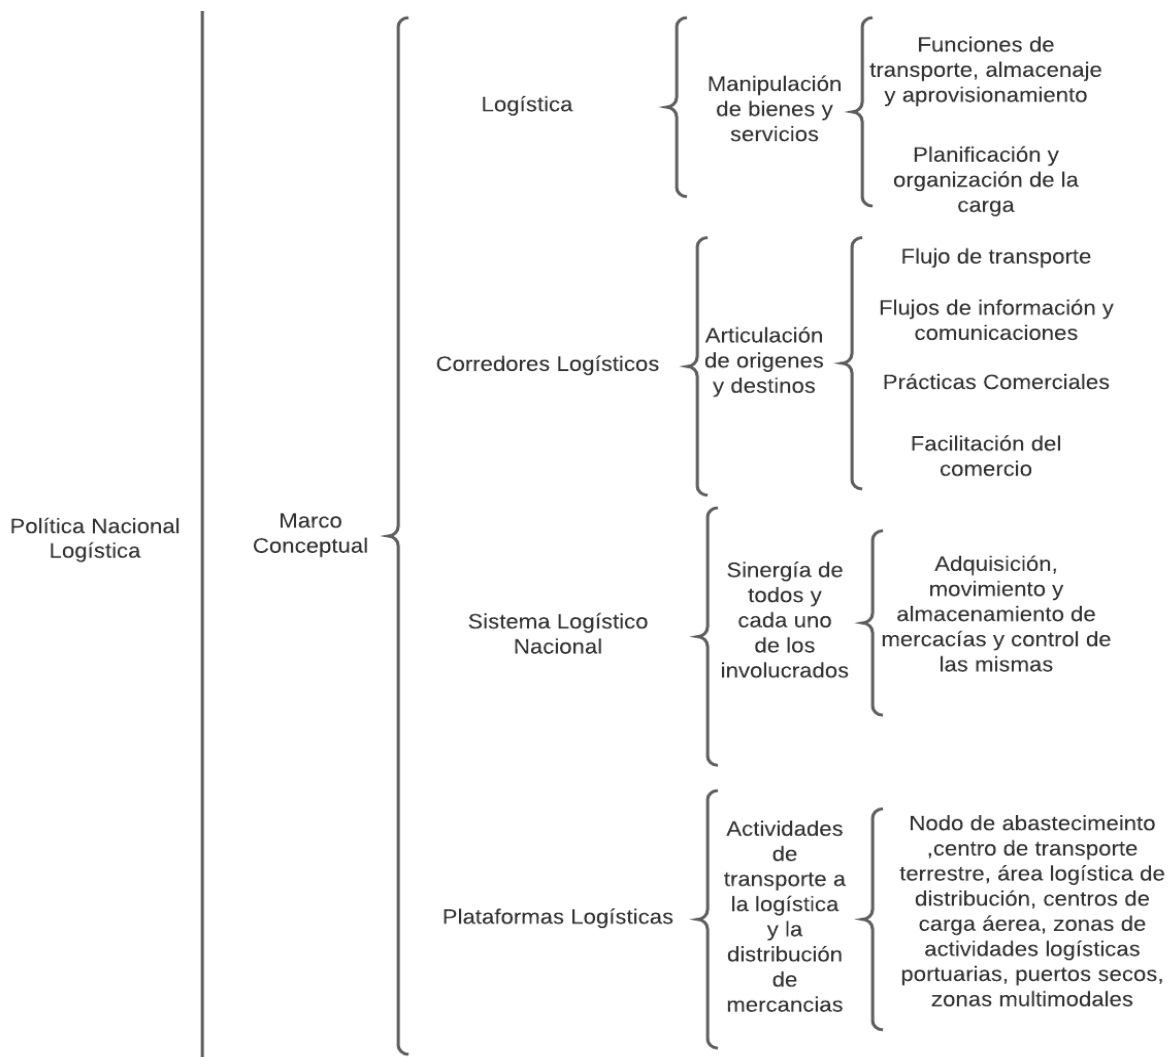 Política Nacional
Logística
Marco
Conceptual
Logística
Manipulación
de bienes y
servicios
Funciones de
transporte, almacenaje
y aprovisionamiento
Planificación y
organización de la
carga
Corredores Logísticos
Articulación
de origenes
y destinos
Flujo de transporte
Flujos de información y
comunicaciones
Prácticas Comerciales
Facilitación del
comercio
Sistema Logístico
Nacional
Sinergía de
todos y
cada uno
de los
involucrados
Adquisición,
movimiento y
almacenamiento de
mercacías y control de
las mismas
Plataformas Logísticas
Actividades
de
transporte a
la logística
y la
distribución
de
mercancias
Nodo de abastecimeinto
,centro de transporte
terrestre, área logística de
distribución, centros de
carga áerea, zonas de
actividades logísticas
portuarias, puertos secos,
zonas multimodales